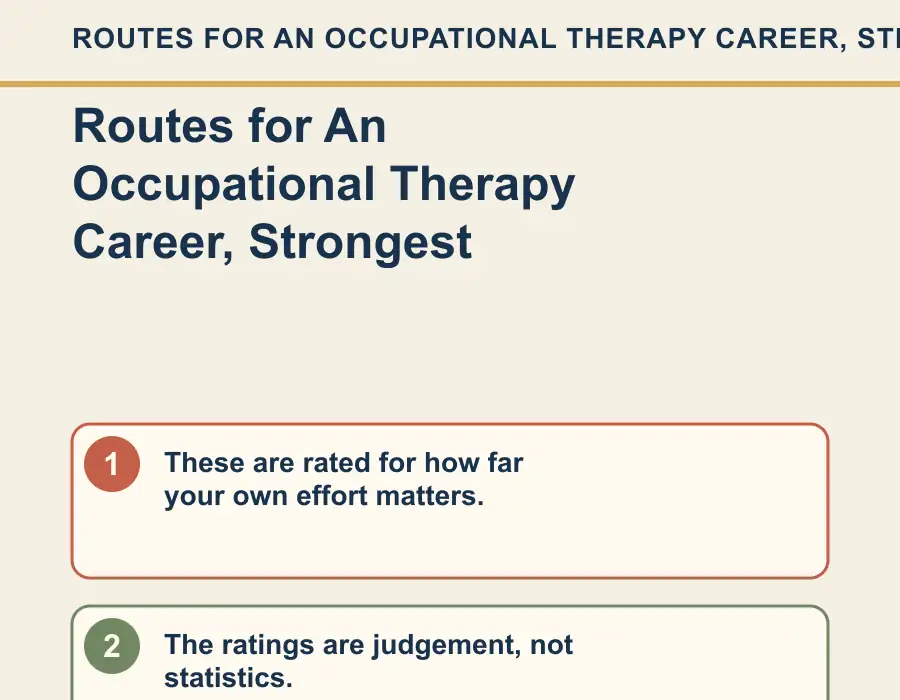 ROUTES FOR AN OCCUPATIONAL THERAPY CAREER,
Routes for An
Occupational Therapy
Career, Strongest
1
These are rated for how far
your own effort matters.
2
The ratings are judgement, not
statistics.